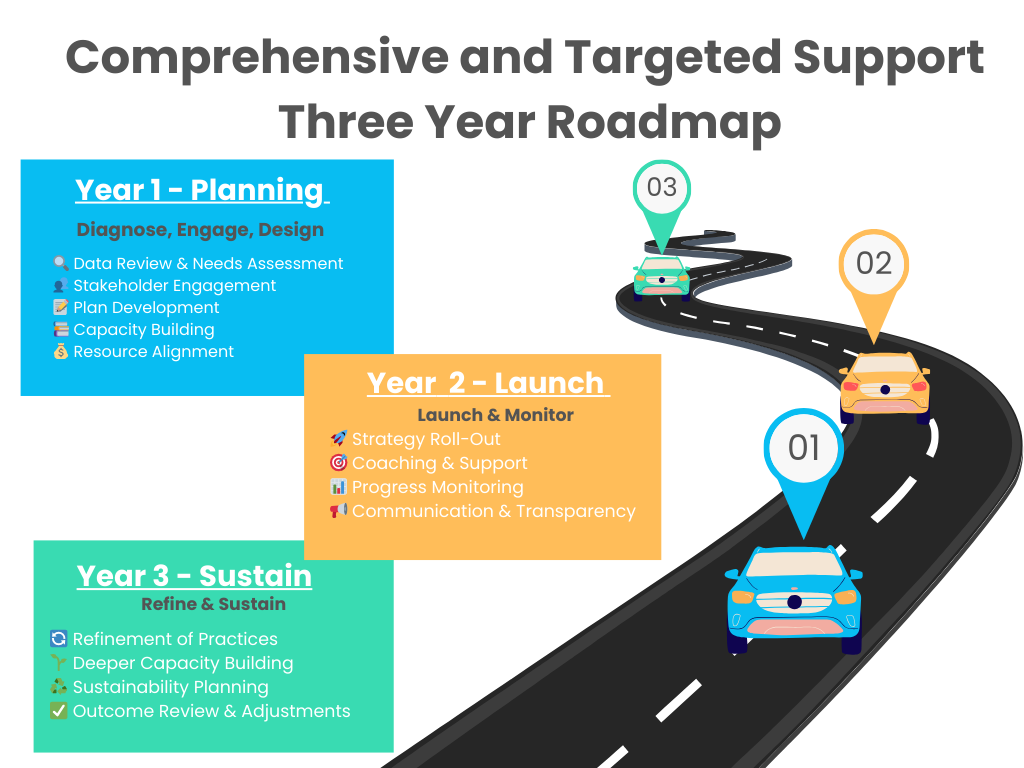 Comprehensive and Targeted Support
Three Year Roadmap
Year 1 - Planning
Diagnose, Engage, Design
Data Review & Needs Assessment
Stakeholder Engagement
Plan Development
Capacity Building
Resource Alignment
Year  2 - Launch
Launch & Monitor
Strategy Roll-Out
Coaching & Support
Progress Monitoring
Communication & Transparency
Year 3 - Sustain
Refine & Sustain
Refinement of Practices
Deeper Capacity Building
Sustainability Planning
Outcome Review & Adjustments
03
02
01